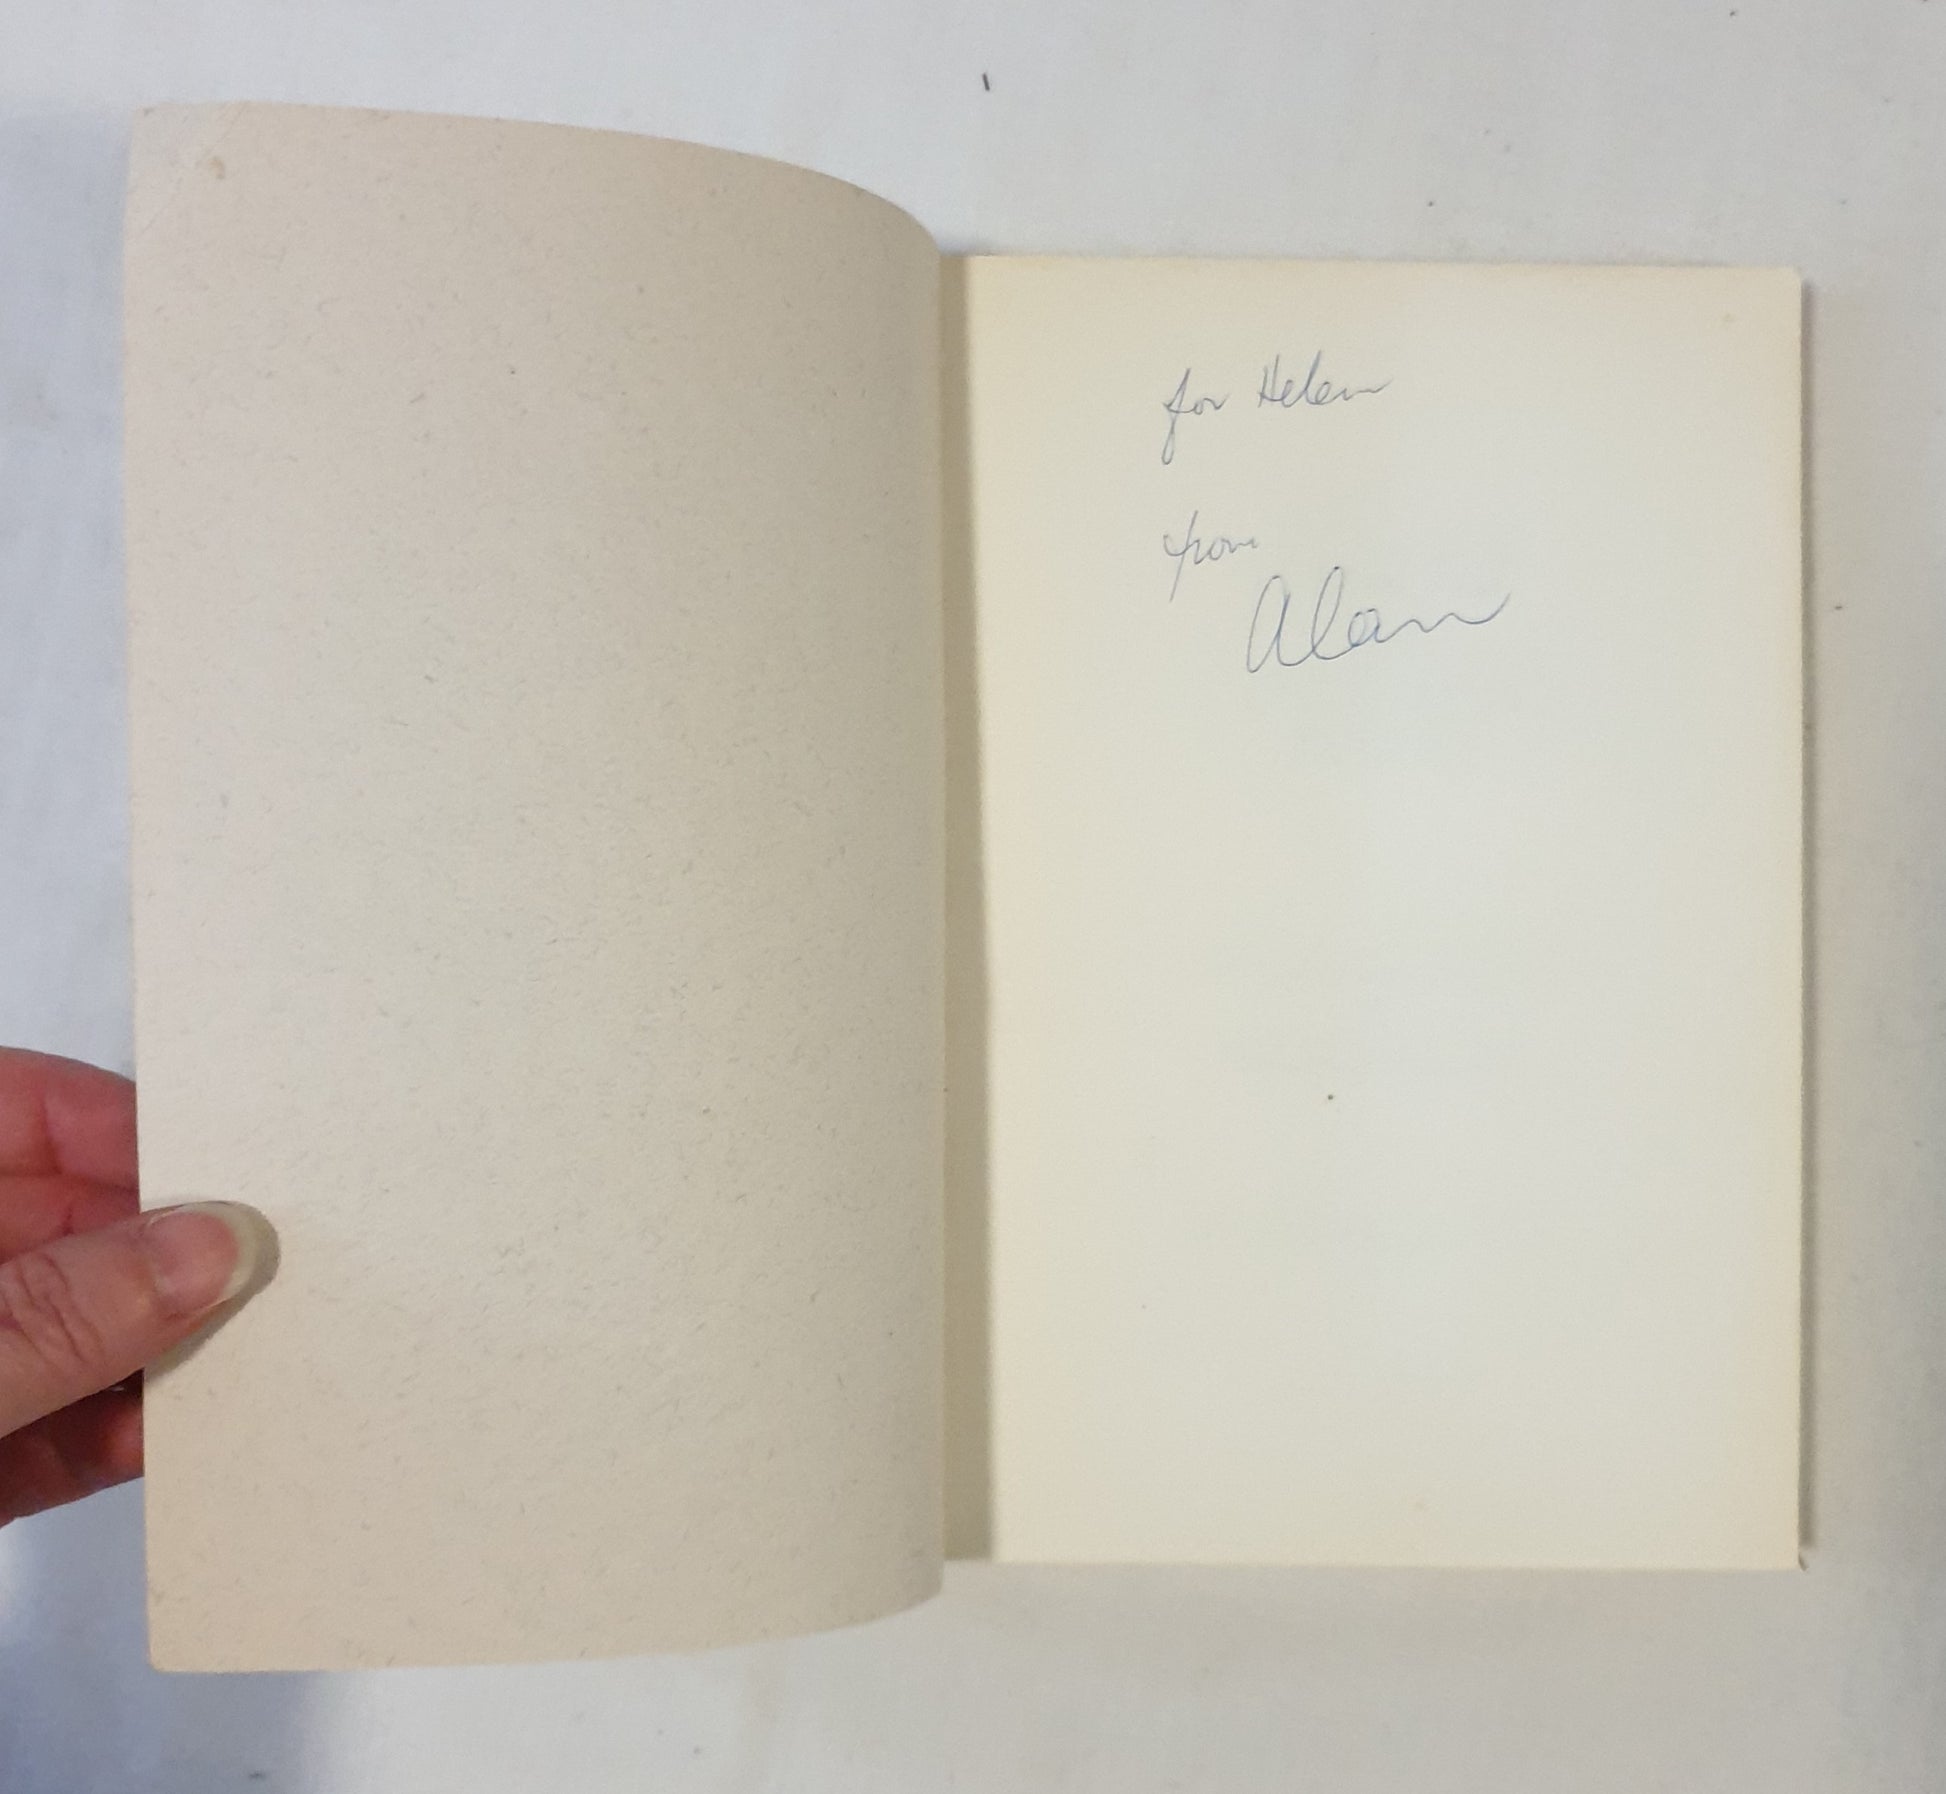 for Helen
from
Alan